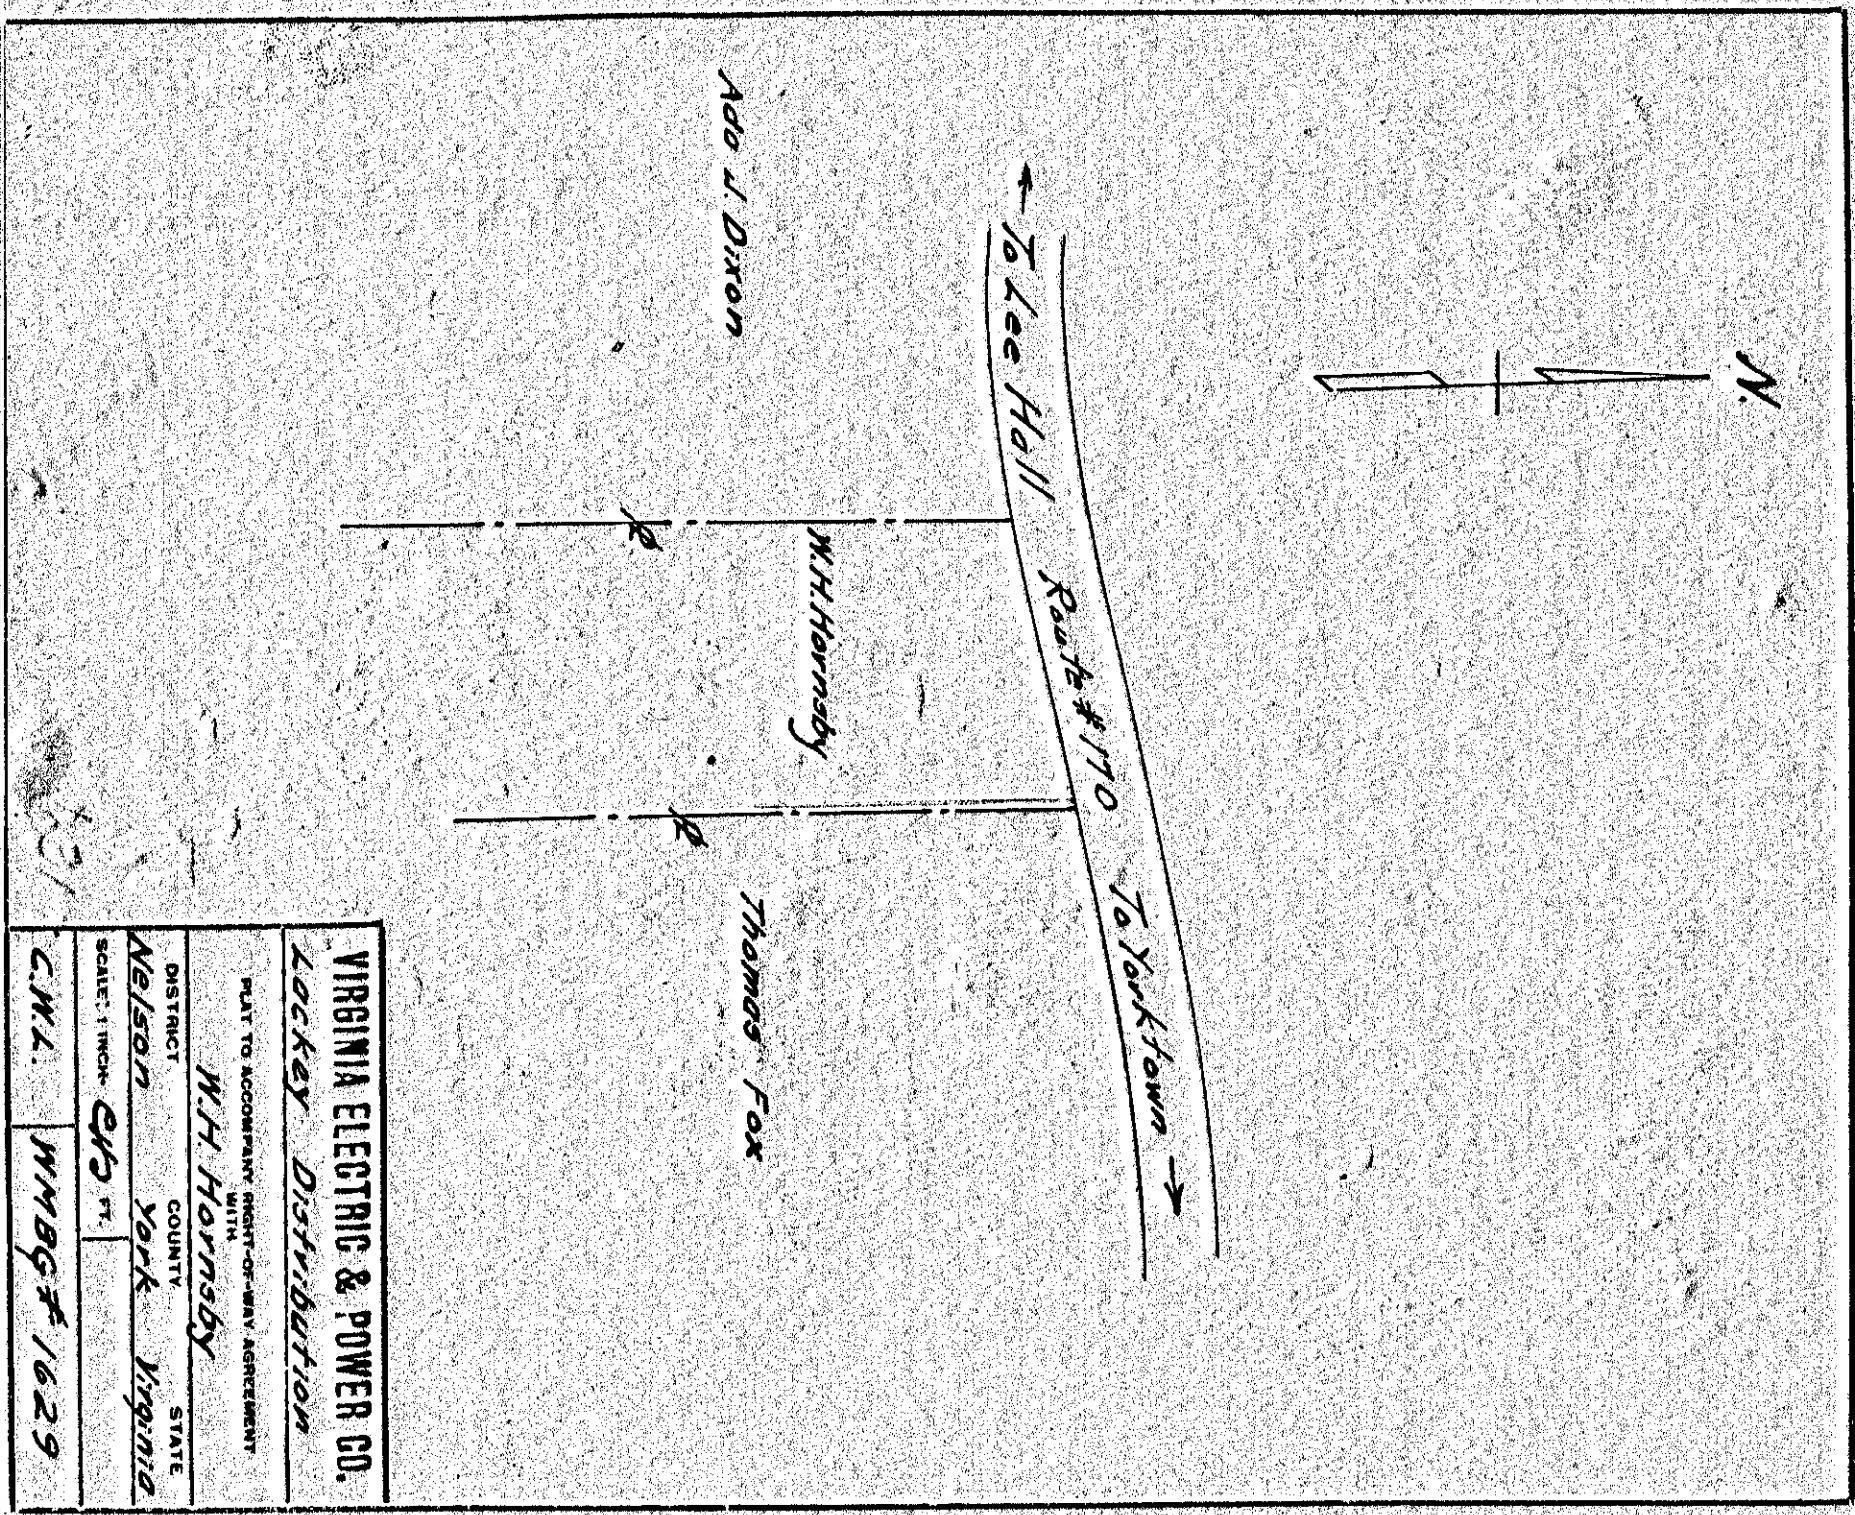 N.
← To Lee Hall Route # 170 To Yorktown →
W.H. Hornsby
Ada J. Dixon
Thomas Fox
VIRGINIA ELECTRIC & POWER CO.
Lackey Distribution
PLAT TO ACCOMPANY RIGHT-OF-WAY AGREEMENT
WITH
W.H. Hornsby
DISTRICT COUNTY STATE
Nelson York Virginia
SCALE: 1 INCH= FT.
C.W.L. WMBG # 1629